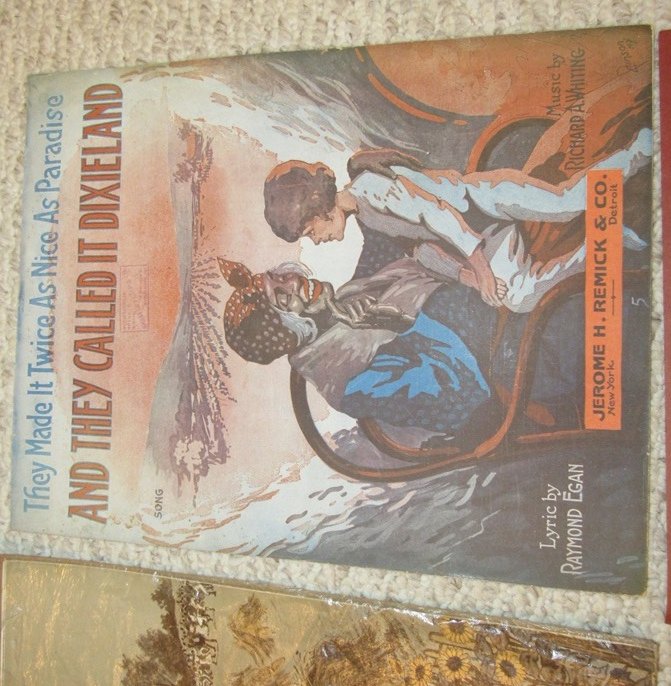 They Made It Twice As Nice As Paradise
AND THEY CALLED IT DIXIELAND
SONG
Lyric by
RAYMOND EGAN
Music by
RICHARD A. WHITING
JEROME H. REMICK & CO.
New York. Detroit
5